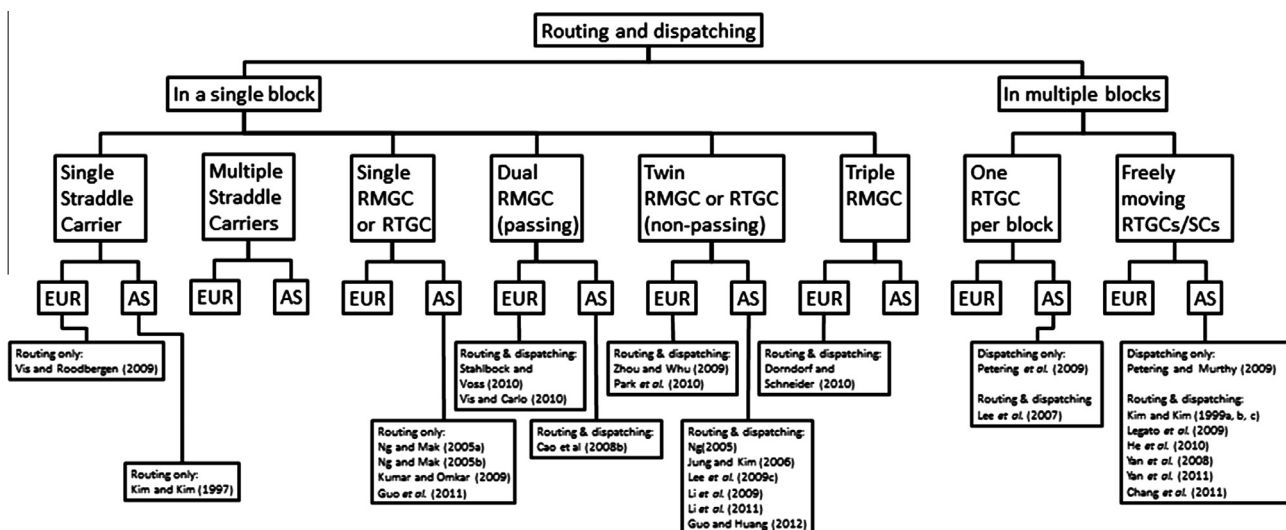 Routing and dispatching
In a single block
In multiple blocks
Single
Straddle
Carrier
Multiple
Straddle
Carriers
Single
RMGC
or RTGC
Dual
RMGC
(passing)
Twin
RMGC or RTGC
(non-passing)
Triple
RMGC
One
RTGC
per block
Freely
moving
RTGCs/SCs
EUR
AS
EUR
AS
EUR
AS
EUR
AS
EUR
AS
EUR
AS
EUR
AS
EUR
AS
Routing only:
Vis and Roodbergen (2009)
Routing & dispatching:
Stahlbock and
Voss (2010)
Vis and Carlo (2010)
Routing & dispatching:
Zhou and Whu (2009)
Park et al. (2010)
Routing & dispatching:
Dorndorf and
Schneider (2010)
Dispatching only:
Petering et al. (2009)
Routing & dispatching
Lee et al. (2007)
Dispatching only:
Petering and Murthy (2009)
Routing & dispatching:
Kim and Kim (1999a, b, c)
Legato et al. (2009)
He et al. (2010)
Yan et al. (2008)
Yan et al. (2011)
Chang et al. (2011)
Routing only:
Kim and Kim (1997)
Routing only:
Ng and Mak (2005a)
Ng and Mak (2005b)
Kumar and Omkar (2009)
Guo et al. (2011)
Routing & dispatching:
Cao et al (2008b)
Routing & dispatching:
Ng(2005)
Jung and Kim (2006)
Lee et al. (2009c)
Li et al. (2009)
Li et al. (2011)
Guo and Huang (2012)